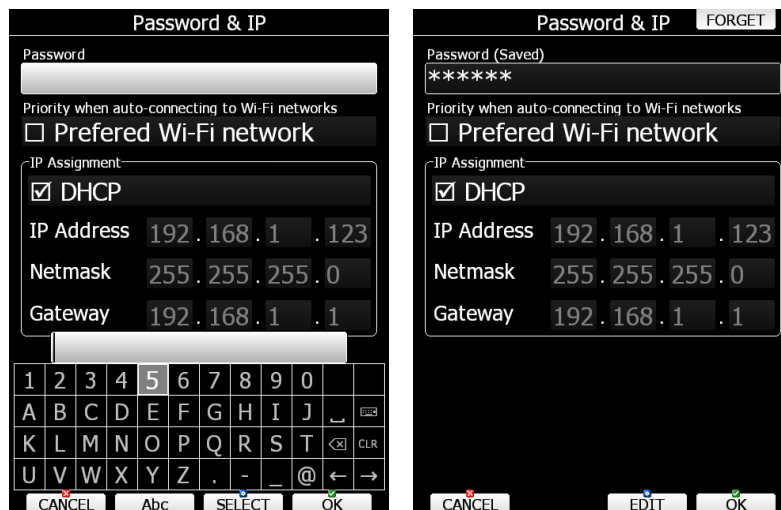 Password & IP
Password
Priority when auto-connecting to Wi-Fi networks
Prefered Wi-Fi network
IP Assignment
DHCP
IP Address 192 . 168 . 1 . 123
Netmask 255 . 255 . 255 . 0
Gateway 192 . 168 . 1 . 1
1 2 3 4 5 6 7 8 9 0
A B C D E F G H I J ␣
K L M N O P Q R S T CLR
U V W X Y Z . - _ @ ← →
CANCEL Abc SELECT OK
Password & IP FORGET
Password (Saved)
******
Priority when auto-connecting to Wi-Fi networks
Prefered Wi-Fi network
IP Assignment
DHCP
IP Address 192 . 168 . 1 . 123
Netmask 255 . 255 . 255 . 0
Gateway 192 . 168 . 1 . 1
CANCEL EDIT OK